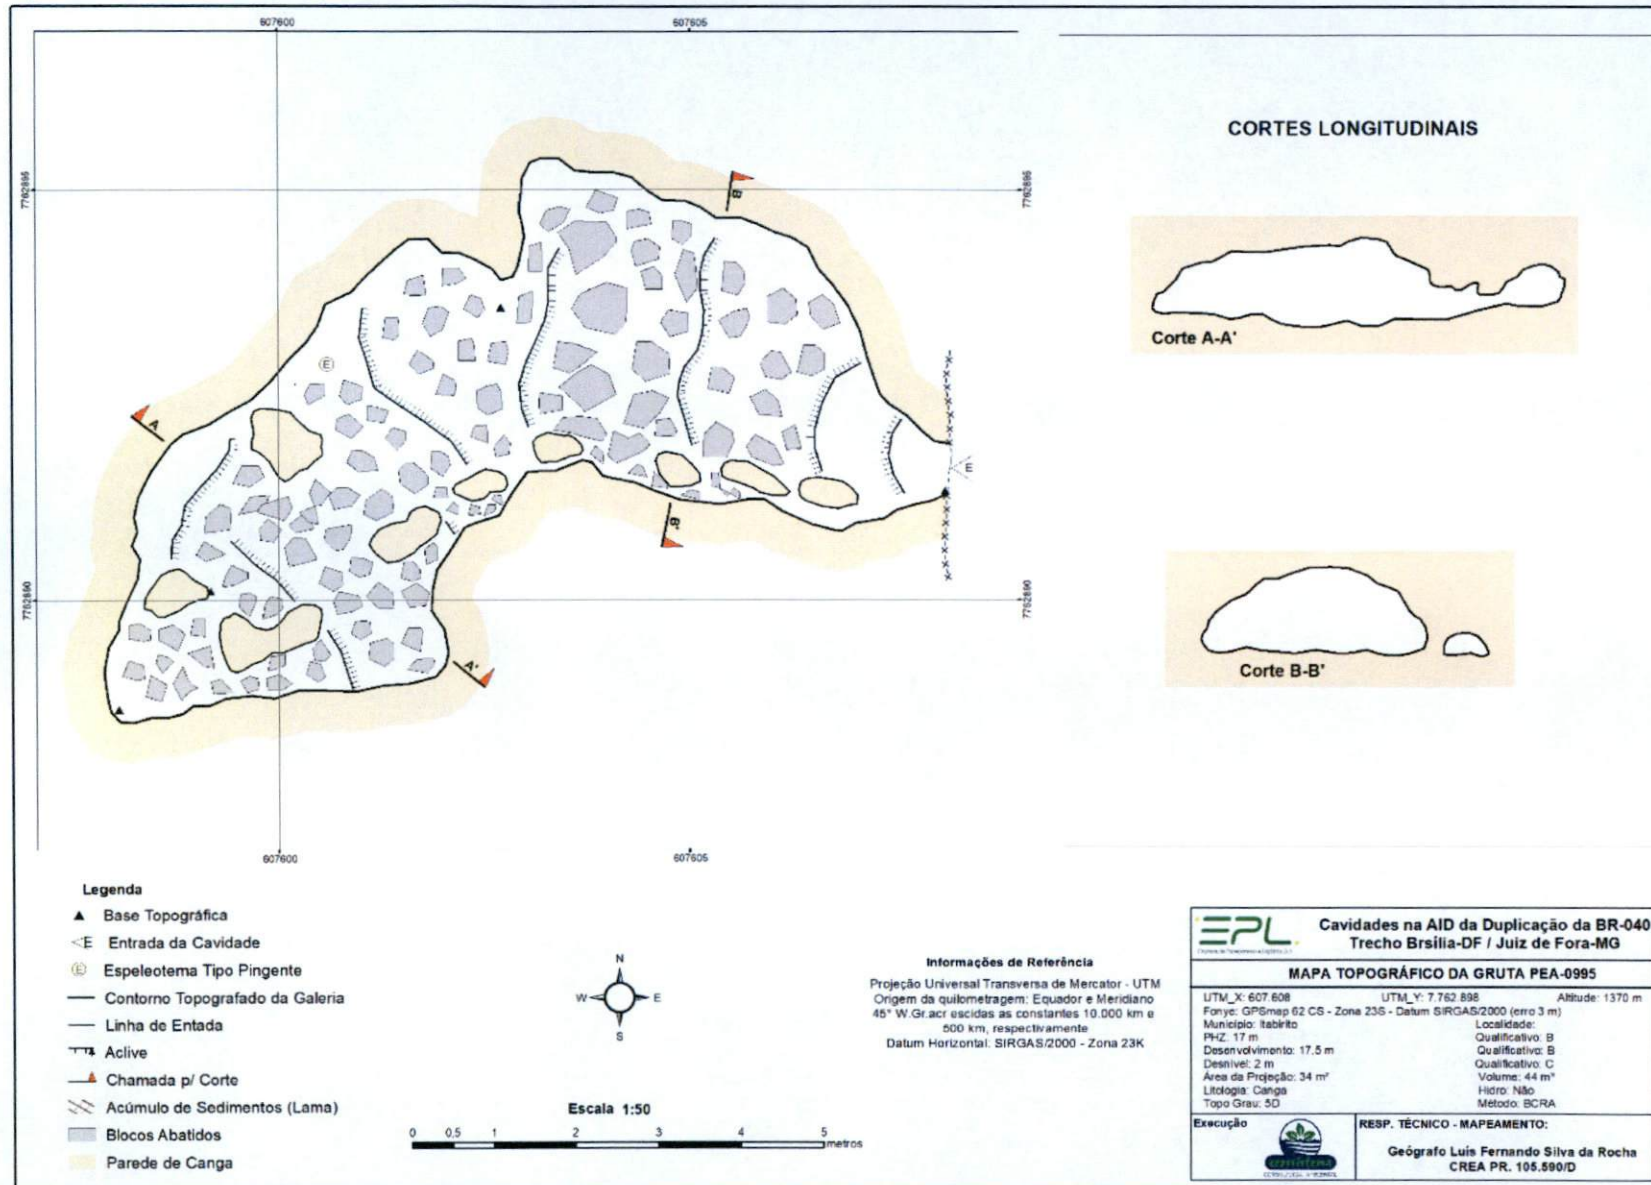 607600
607605
CORTES LONGITUDINAIS
7762895
7762895
B
A
E
E
Corte A-A'
B'
7762890
7762890
A'
Corte B-B'
607600
607605
Legenda
Base Topográfica
E Entrada da Cavidade
E Espeleotema Tipo Pingente
Contorno Topografado da Galeria
Linha de Entada
Aclive
Chamada p/ Corte
Acúmulo de Sedimentos (Lama)
Blocos Abatidos
Parede de Canga
N
W E
S
Escala 1:50
0 0,5 1 2 3 4 5
metros
Informações de Referência
Projeção Universal Transversa de Mercator - UTM
Origem da quilometragem: Equador e Meridiano
45° W.Gr.acr escidas as constantes 10.000 km e
500 km, respectivamente
Datum Horizontal: SIRGAS/2000 - Zona 23K
EPL
Cavidades na AID da Duplicação da BR-040
Trecho Brsília-DF / Juiz de Fora-MG
MAPA TOPOGRÁFICO DA GRUTA PEA-0995
UTM_X: 607.608 UTM_Y: 7.762.898 Altitude: 1370 m
Fonye: GPSmap 62 CS - Zona 23S - Datum SIRGAS/2000 (erro 3 m)
Município: Itabirito Localidade:
PHZ: 17 m Qualificativo: B
Desenvolvimento: 17,5 m Qualificativo: B
Desnível: 2 m Qualificativo: C
Área da Projeção: 34 m² Volume: 44 m³
Litologia: Canga Hidro: Não
Topo Grau: 5D Método: BCRA
Execução
ecossistema
RESP. TÉCNICO - MAPEAMENTO:
Geógrafo Luís Fernando Silva da Rocha
CREA PR. 105.590/D